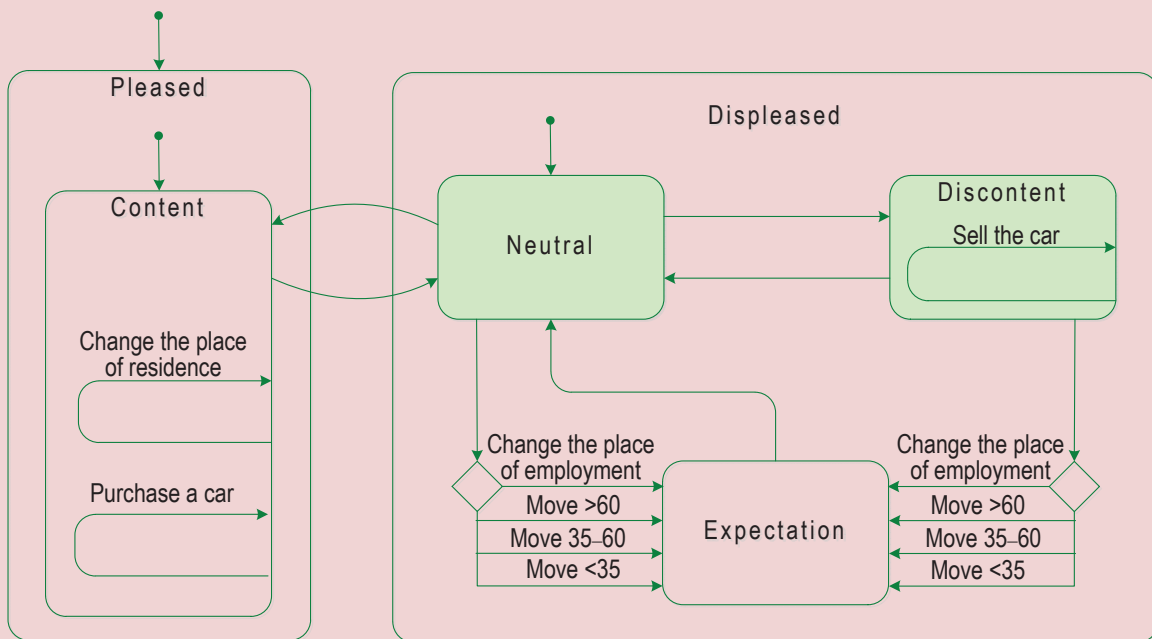 Pleased
Displeased
Content
Neutral
Discontent
Sell the car
Change the place
of residence
Purchase a car
Change the place
of employment
Move >60
Move 35–60
Move <35
Expectation
Change the place
of employment
Move >60
Move 35–60
Move <35